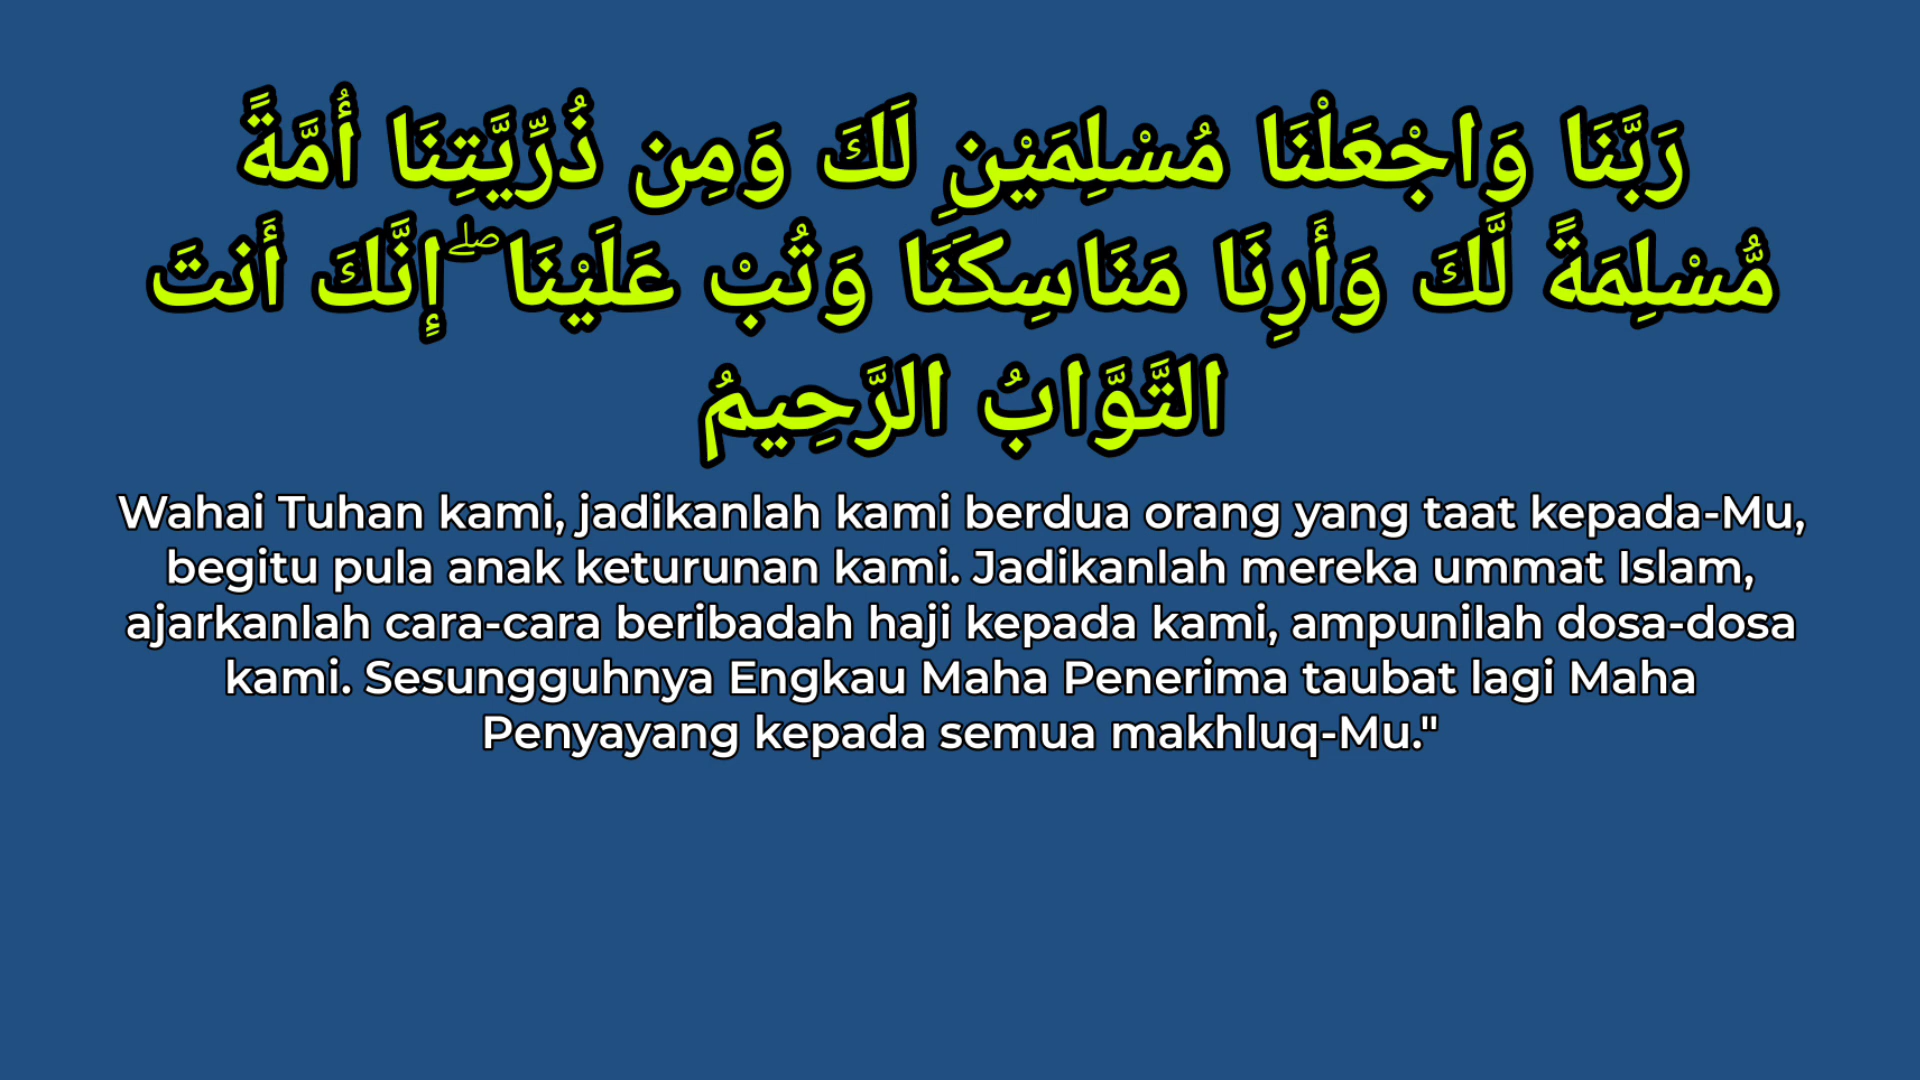 رَبَّنَا وَاجْعَلْنَا مُسْلِمَيْنِ لَكَ وَمِن ذُرِّيَّتِنَا أُمَّةً
مُّسْلِمَةً لَّكَ وَأَرِنَا مَنَاسِكَنَا وَتُبْ عَلَيْنَا ۖ إِنَّكَ أَنتَ
التَّوَّابُ الرَّحِيمُ
Wahai Tuhan kami, jadikanlah kami berdua orang yang taat kepada-Mu,
begitu pula anak keturunan kami. Jadikanlah mereka ummat Islam,
ajarkanlah cara-cara beribadah haji kepada kami, ampunilah dosa-dosa
kami. Sesungguhnya Engkau Maha Penerima taubat lagi Maha
Penyayang kepada semua makhluq-Mu."